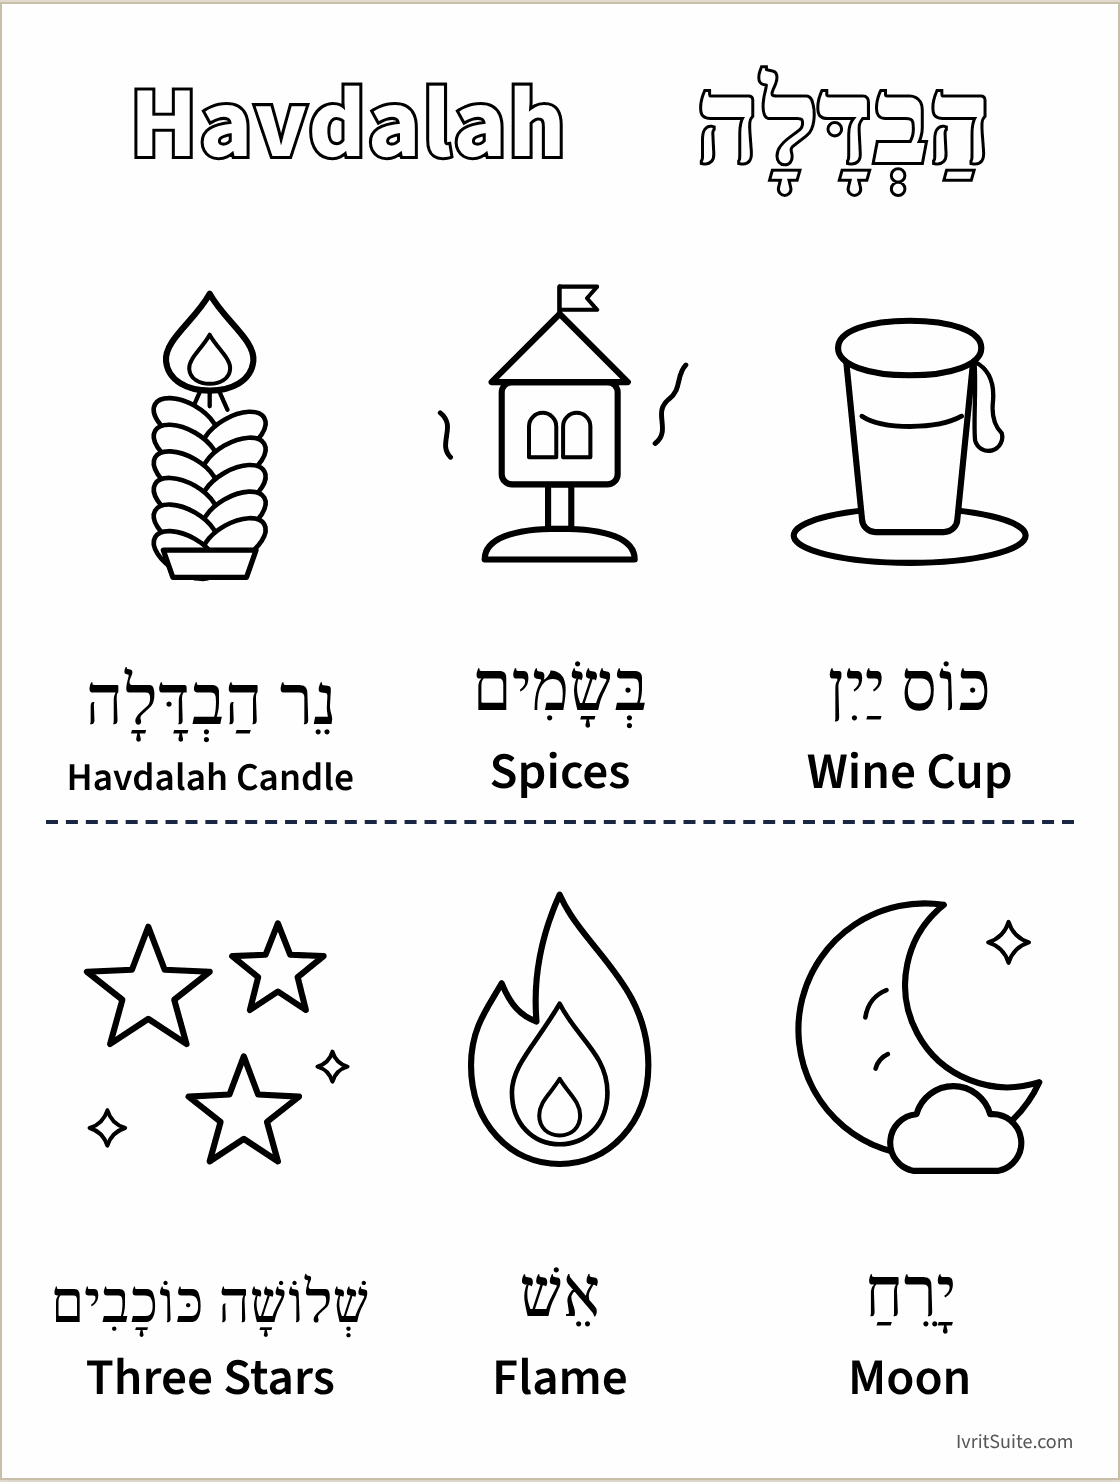 Havdalah הַבְדָּלָה
נֵר הַבְדָּלָה
Havdalah Candle
בְּשָׂמִים
Spices
כּוֹס יַיִן
Wine Cup
שְׁלוֹשָׁה כּוֹכָבִים
Three Stars
אֵשׁ
Flame
יָרֵחַ
Moon
IvritSuite.com